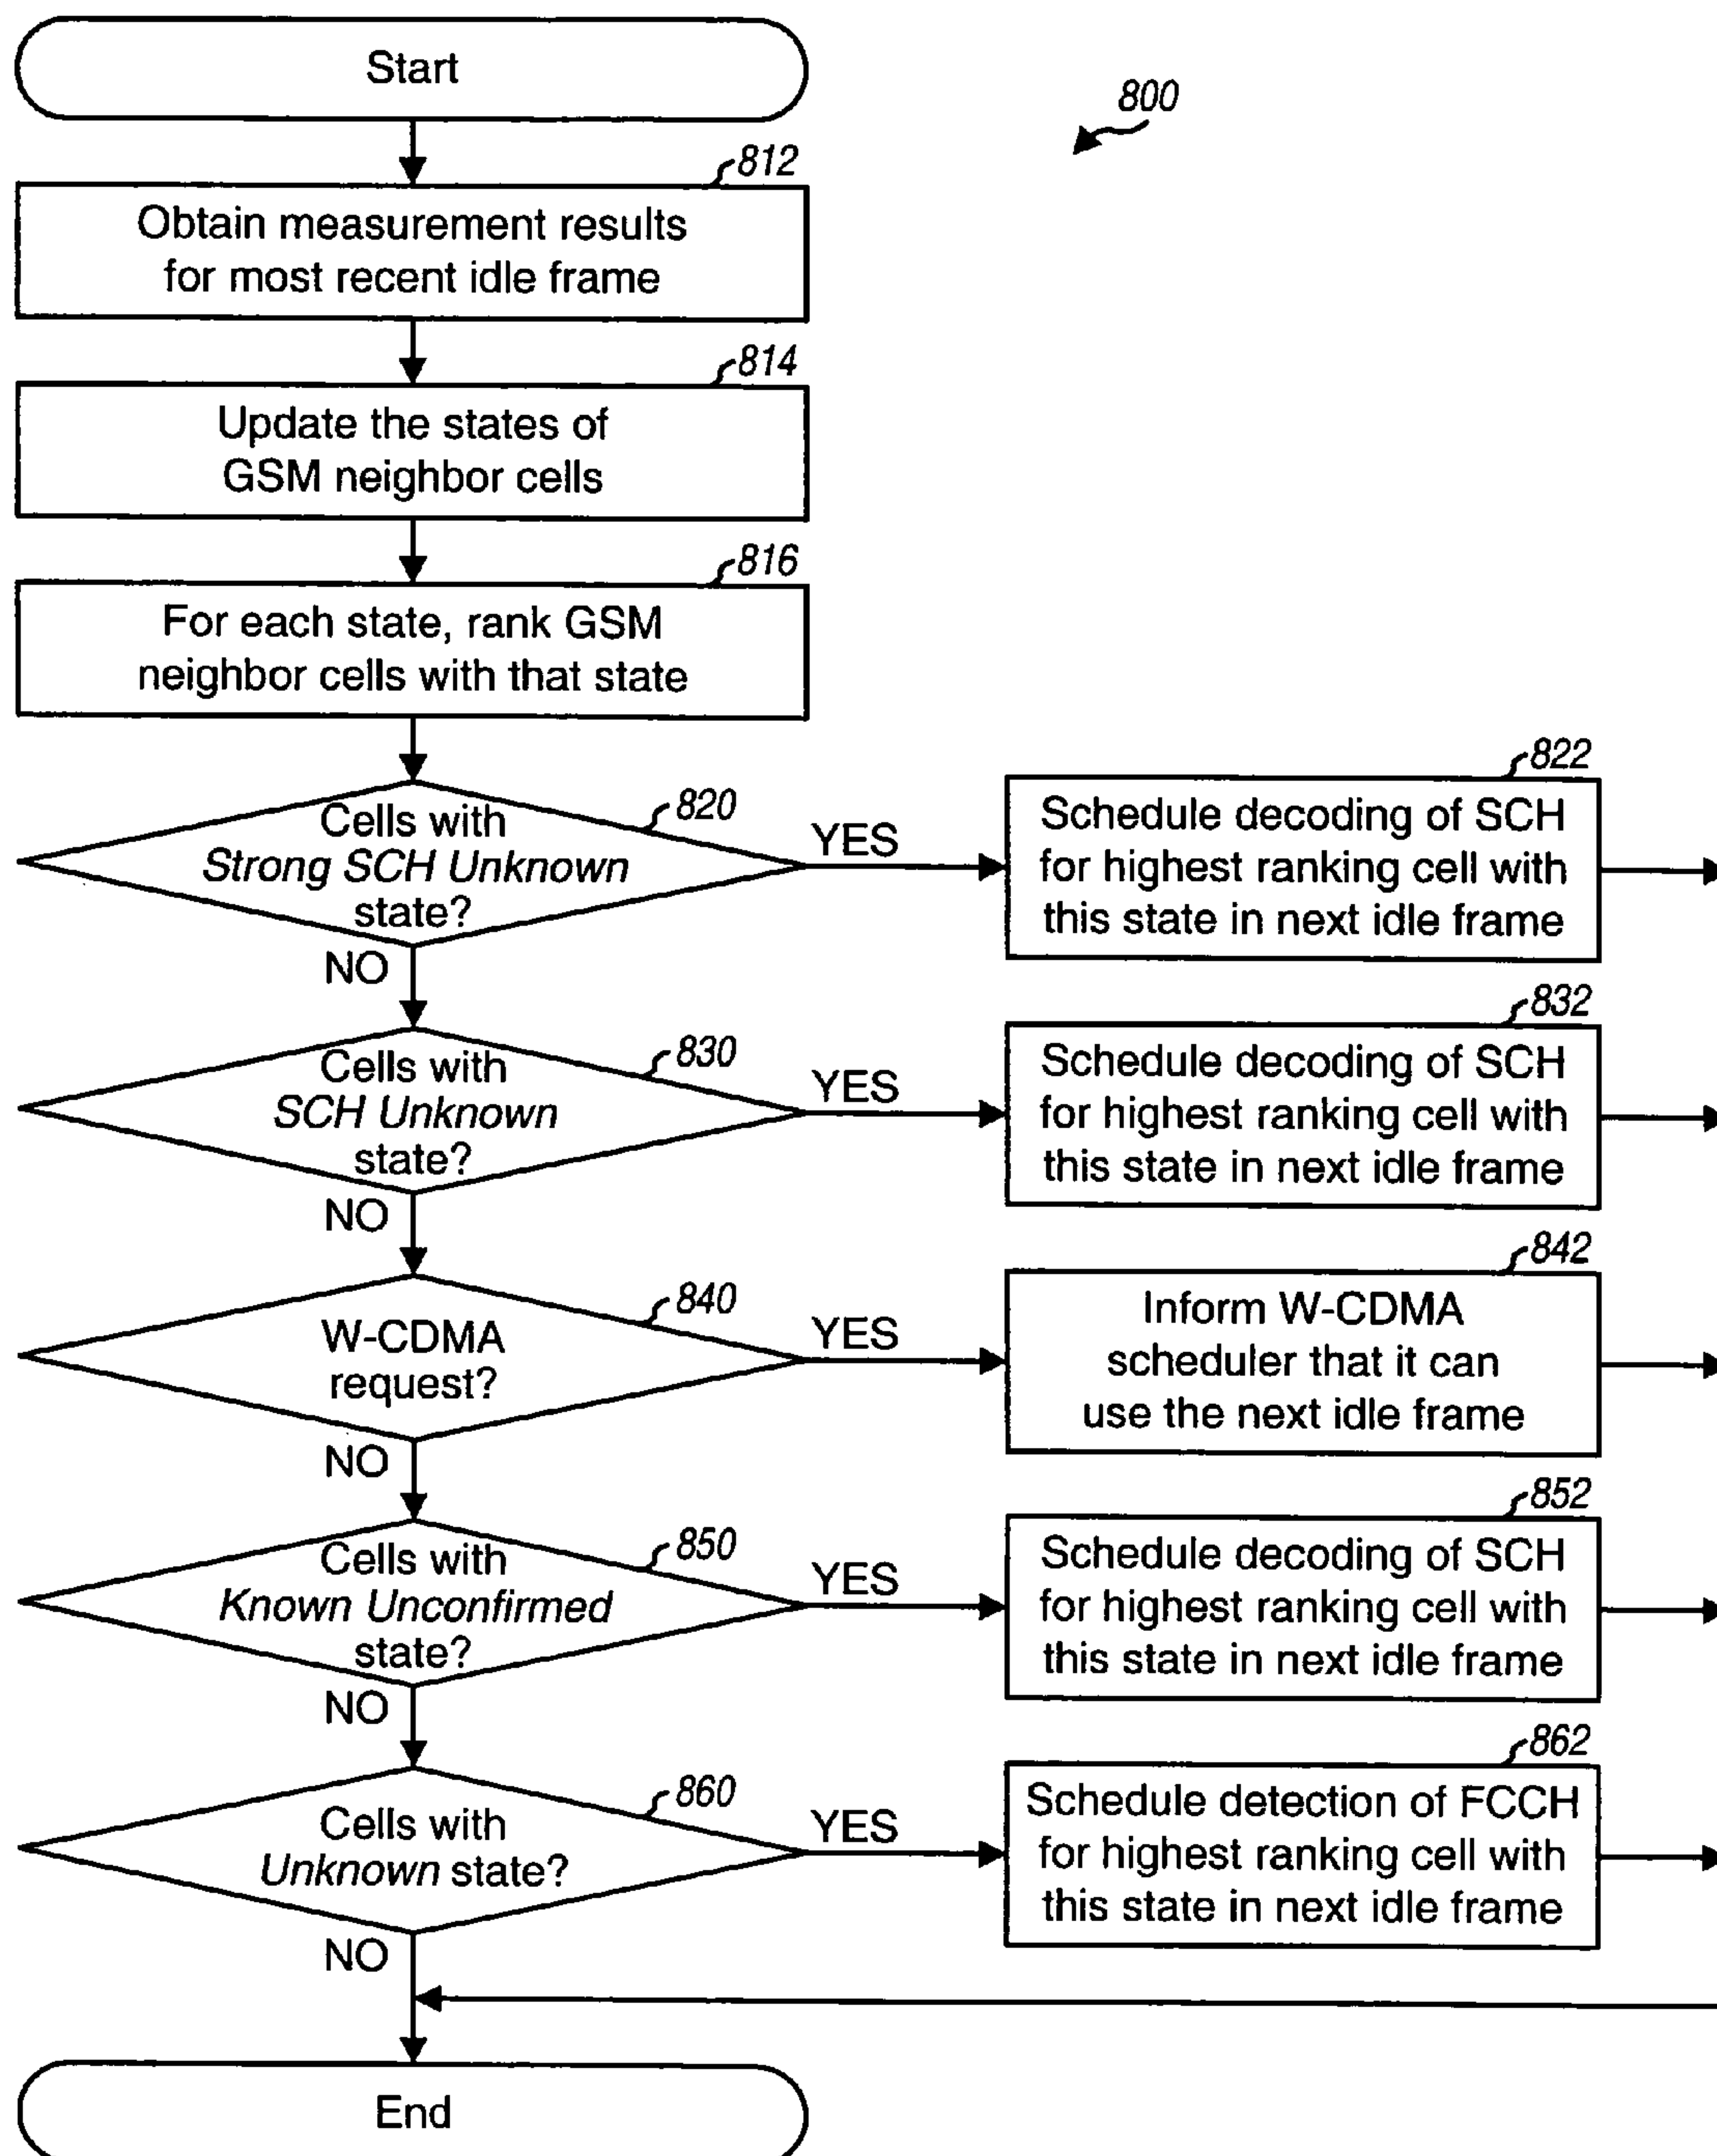 Start
800
812
Obtain measurement results
for most recent idle frame
814
Update the states of
GSM neighbor cells
816
For each state, rank GSM
neighbor cells with that state
820
Cells with
Strong SCH Unknown
state?
YES
NO
822
Schedule decoding of SCH
for highest ranking cell with
this state in next idle frame
830
Cells with
SCH Unknown
state?
YES
NO
832
Schedule decoding of SCH
for highest ranking cell with
this state in next idle frame
840
W-CDMA
request?
YES
NO
842
Inform W-CDMA
scheduler that it can
use the next idle frame
850
Cells with
Known Unconfirmed
state?
YES
NO
852
Schedule decoding of SCH
for highest ranking cell with
this state in next idle frame
860
Cells with
Unknown state?
YES
NO
862
Schedule detection of FCCH
for highest ranking cell with
this state in next idle frame
End